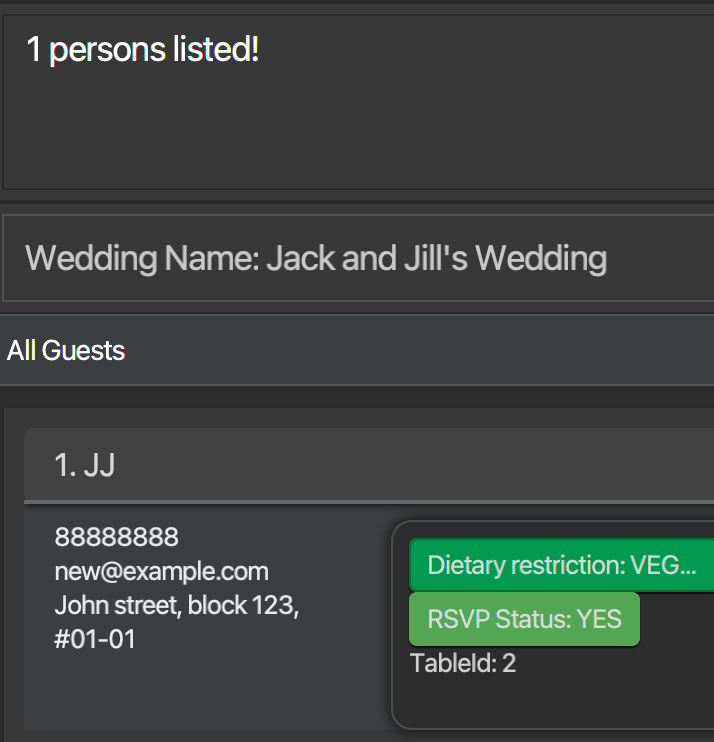 1 persons listed!
Wedding Name: Jack and Jill's Wedding
All Guests
1. JJ
88888888
new@example.com
John street, block 123,
#01-01
Dietary restriction: VEG...
RSVP Status: YES
TableId: 2